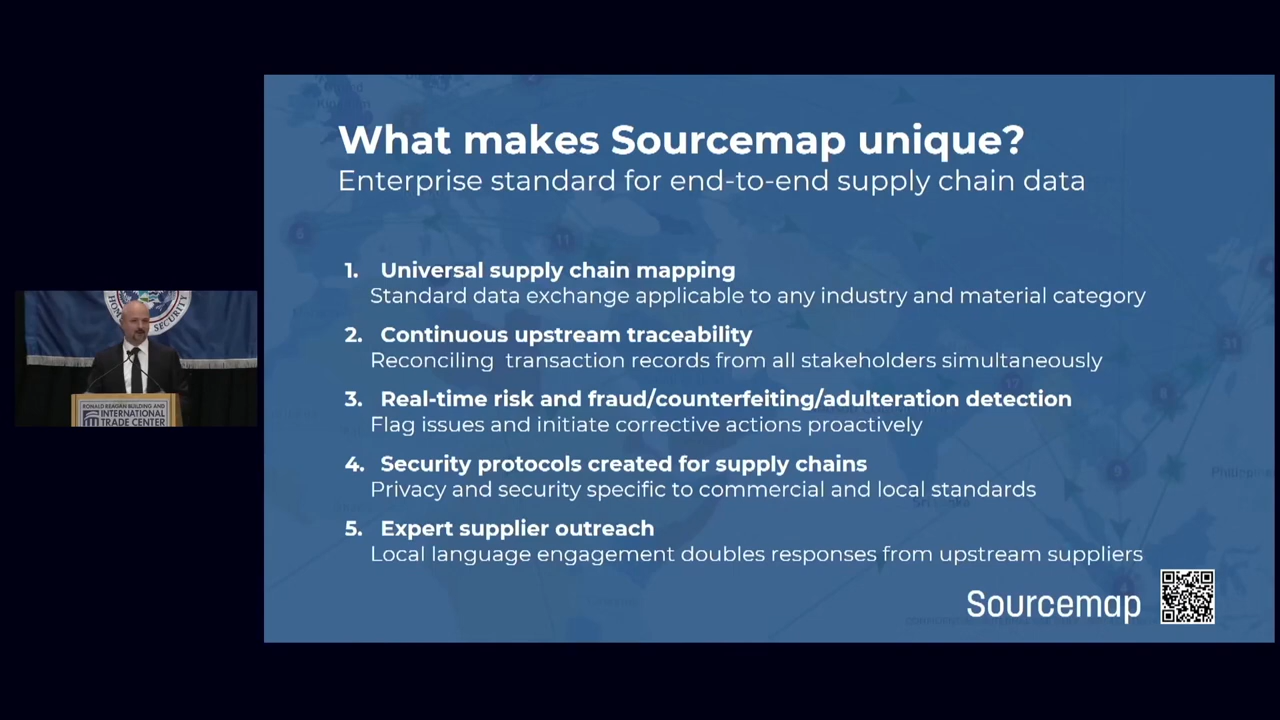 What makes Sourcemap unique?
Enterprise standard for end-to-end supply chain data
1. Universal supply chain mapping
Standard data exchange applicable to any industry and material category
2. Continuous upstream traceability
Reconciling transaction records from all stakeholders simultaneously
3. Real-time risk and fraud/counterfeiting/adulteration detection
Flag issues and initiate corrective actions proactively
4. Security protocols created for supply chains
Privacy and security specific to commercial and local standards
5. Expert supplier outreach
Local language engagement doubles responses from upstream suppliers
Sourcemap
SECURITY
RONALD REAGAN BUILDING AND
INTERNATIONAL
TRADE CENTER